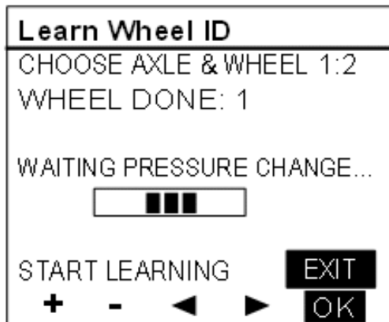 Learn Wheel ID
CHOOSE AXLE & WHEEL 1:2
WHEEL DONE: 1
WAITING PRESSURE CHANGE...
START LEARNING EXIT
+ - ◄ ► OK